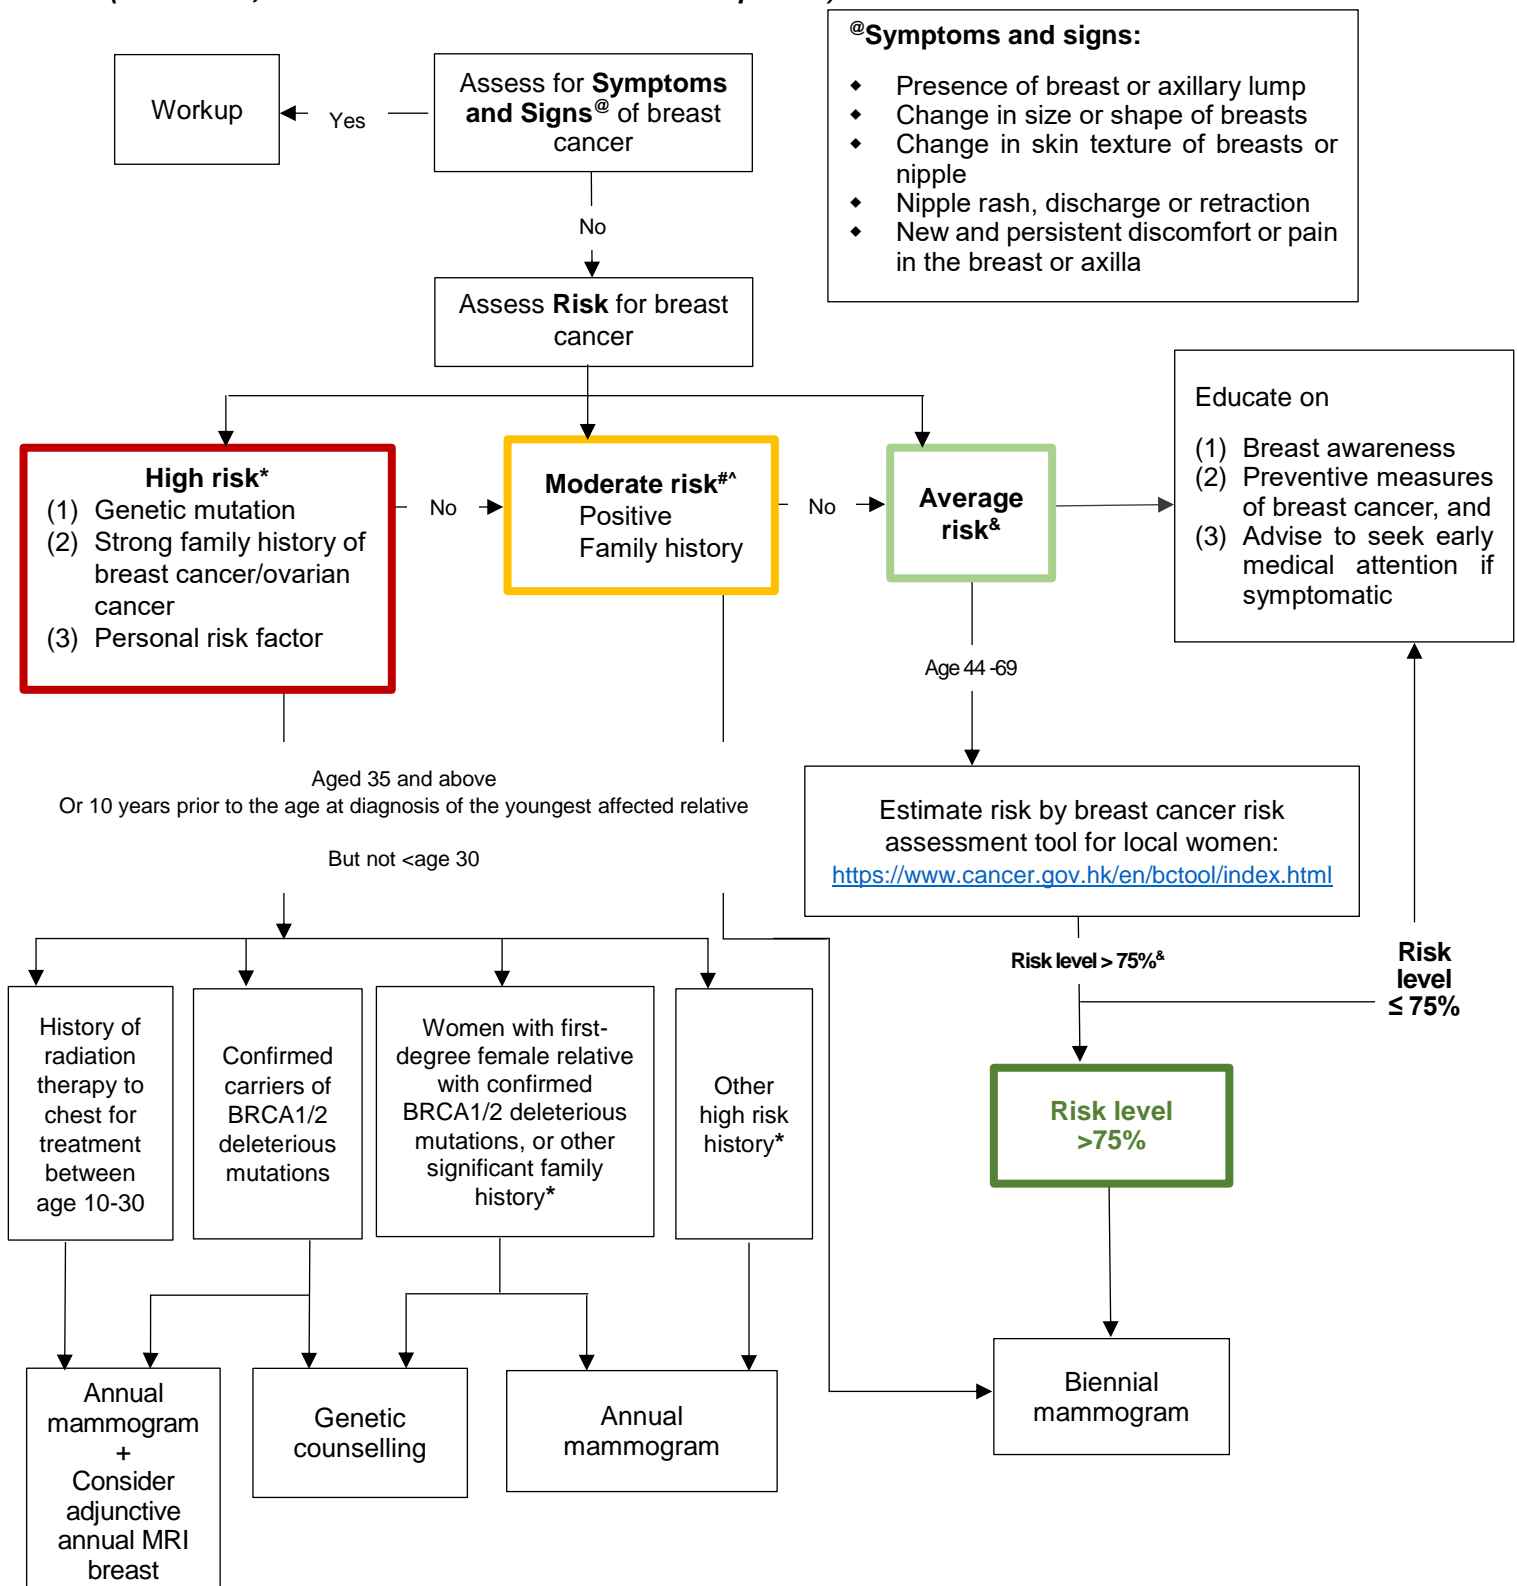 @Symptoms and signs:
◆ Presence of breast or axillary lump
◆ Change in size or shape of breasts
◆ Change in skin texture of breasts or
nipple
◆ Nipple rash, discharge or retraction
◆ New and persistent discomfort or pain
in the breast or axilla
Workup
Yes
Assess for Symptoms
and Signs@ of breast
cancer
No
Assess Risk for breast
cancer
High risk*
(1) Genetic mutation
(2) Strong family history of
breast cancer/ovarian
cancer
(3) Personal risk factor
No
Moderate risk#^
Positive
Family history
No
Average
risk&
Educate on
(1) Breast awareness
(2) Preventive measures
of breast cancer, and
(3) Advise to seek early
medical attention if
symptomatic
Age 44 -69
Aged 35 and above
Or 10 years prior to the age at diagnosis of the youngest affected relative
But not <age 30
Estimate risk by breast cancer risk
assessment tool for local women:
https://www.cancer.gov.hk/en/bctool/index.html
Risk level > 75%&
Risk
level
≤ 75%
History of
radiation
therapy to
chest for
treatment
between
age 10-30
Confirmed
carriers of
BRCA1/2
deleterious
mutations
Women with first-
degree female relative
with confirmed
BRCA1/2 deleterious
mutations, or other
significant family
history*
Other
high risk
history*
Risk level
>75%
Annual
mammogram
+
Consider
adjunctive
annual MRI
breast
Genetic
counselling
Annual
mammogram
Biennial
mammogram